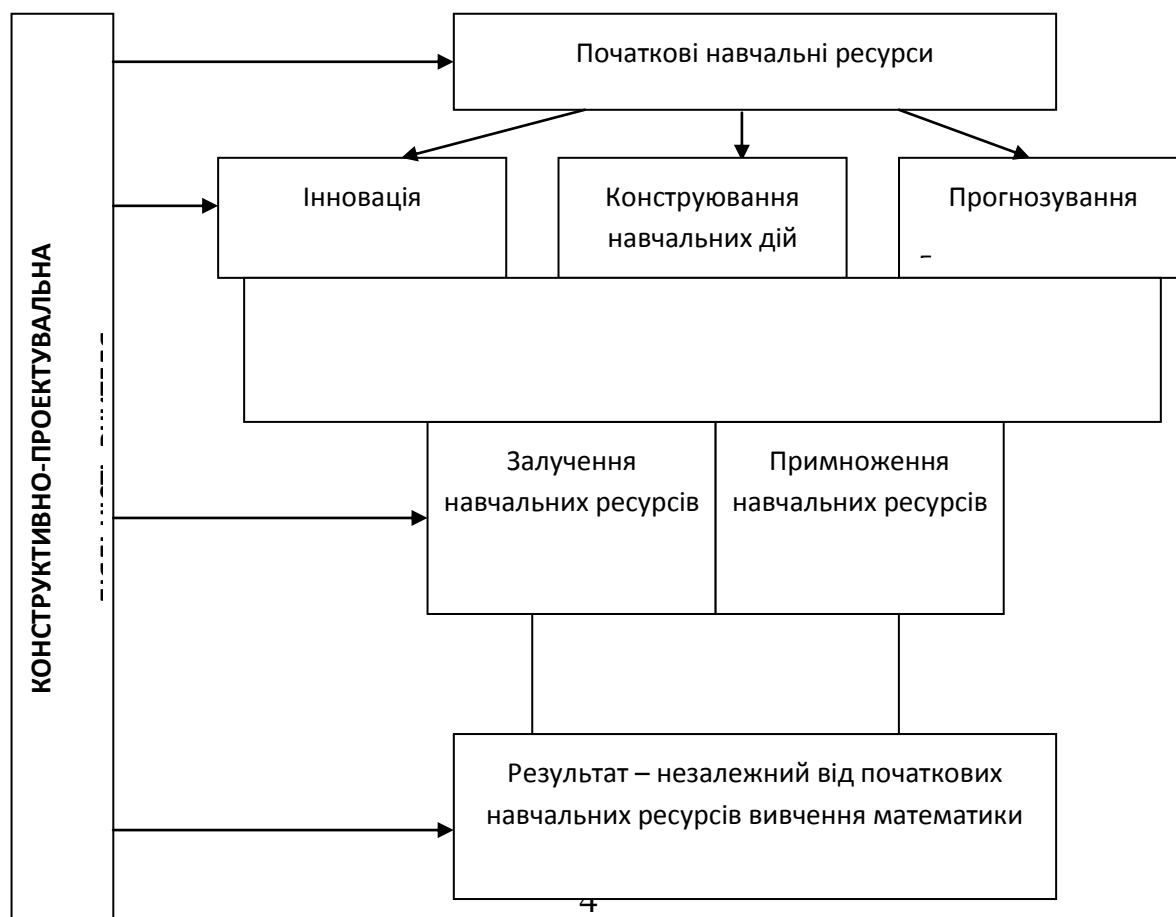 Початкові навчальні ресурси
Інновація
Конструювання
навчальних дій
Прогнозування
КОНСТРУКТИВНО-ПРОЕКТУВАЛЬНА
Залучення
навчальних ресурсів
Примноження
навчальних ресурсів
Результат – незалежний від початкових
навчальних ресурсів вивчення математики
4